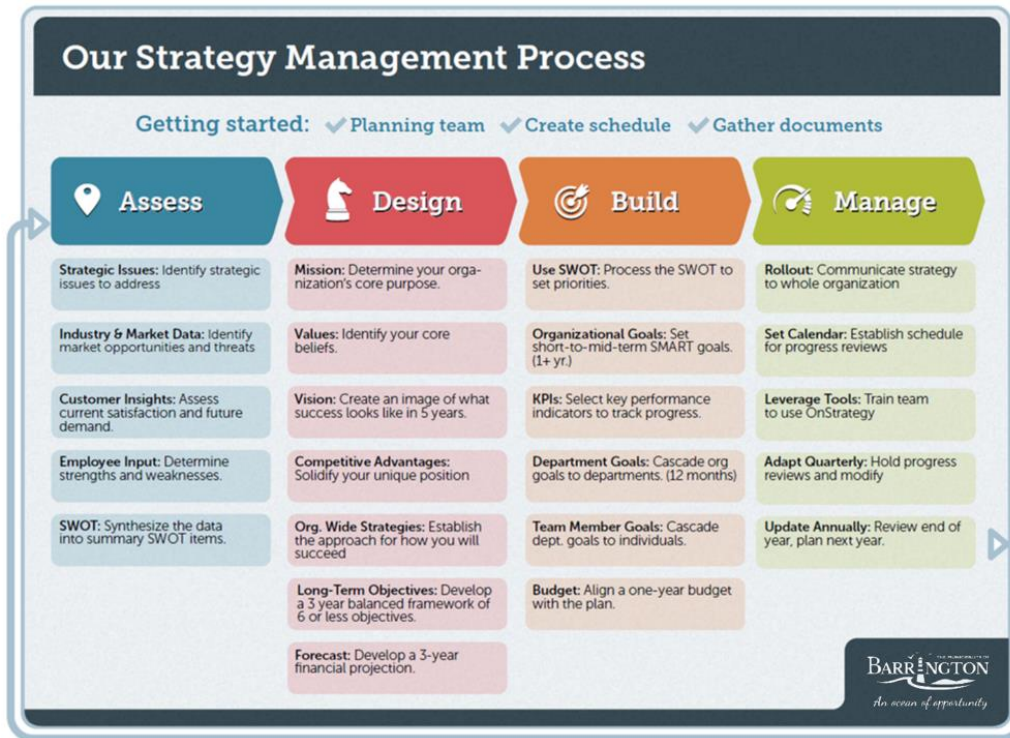 Our Strategy Management Process
Getting started: Planning team Create schedule Gather documents
Assess
Strategic Issues: Identify strategic
issues to address
Industry & Market Data: Identify
market opportunities and threats
Customer Insights: Assess
current satisfaction and future
demand.
Employee Input: Determine
strengths and weaknesses.
SWOT: Synthesize the data
into summary SWOT items.
Design
Mission: Determine your orga-
nization's core purpose.
Values: Identify your core
beliefs.
Vision: Create an image of what
success looks like in 5 years.
Competitive Advantages:
Solidify your unique position
Org. Wide Strategies: Establish
the approach for how you will
succeed
Long-Term Objectives: Develop
a 3 year balanced framework of
6 or less objectives.
Forecast: Develop a 3-year
financial projection.
Build
Use SWOT: Process the SWOT to
set priorities.
Organizational Goals: Set
short-to-mid-term SMART goals.
(1+ yr.)
KPIs: Select key performance
indicators to track progress.
Department Goals: Cascade org
goals to departments. (12 months)
Team Member Goals: Cascade
dept. goals to individuals.
Budget: Align a one-year budget
with the plan.
Manage
Rollout: Communicate strategy
to whole organization
Set Calendar: Establish schedule
for progress reviews
Leverage Tools: Train team
to use OnStrategy
Adapt Quarterly: Hold progress
reviews and modify
Update Annually: Review end of
year, plan next year.
BARRINGTON
An ocean of opportunity